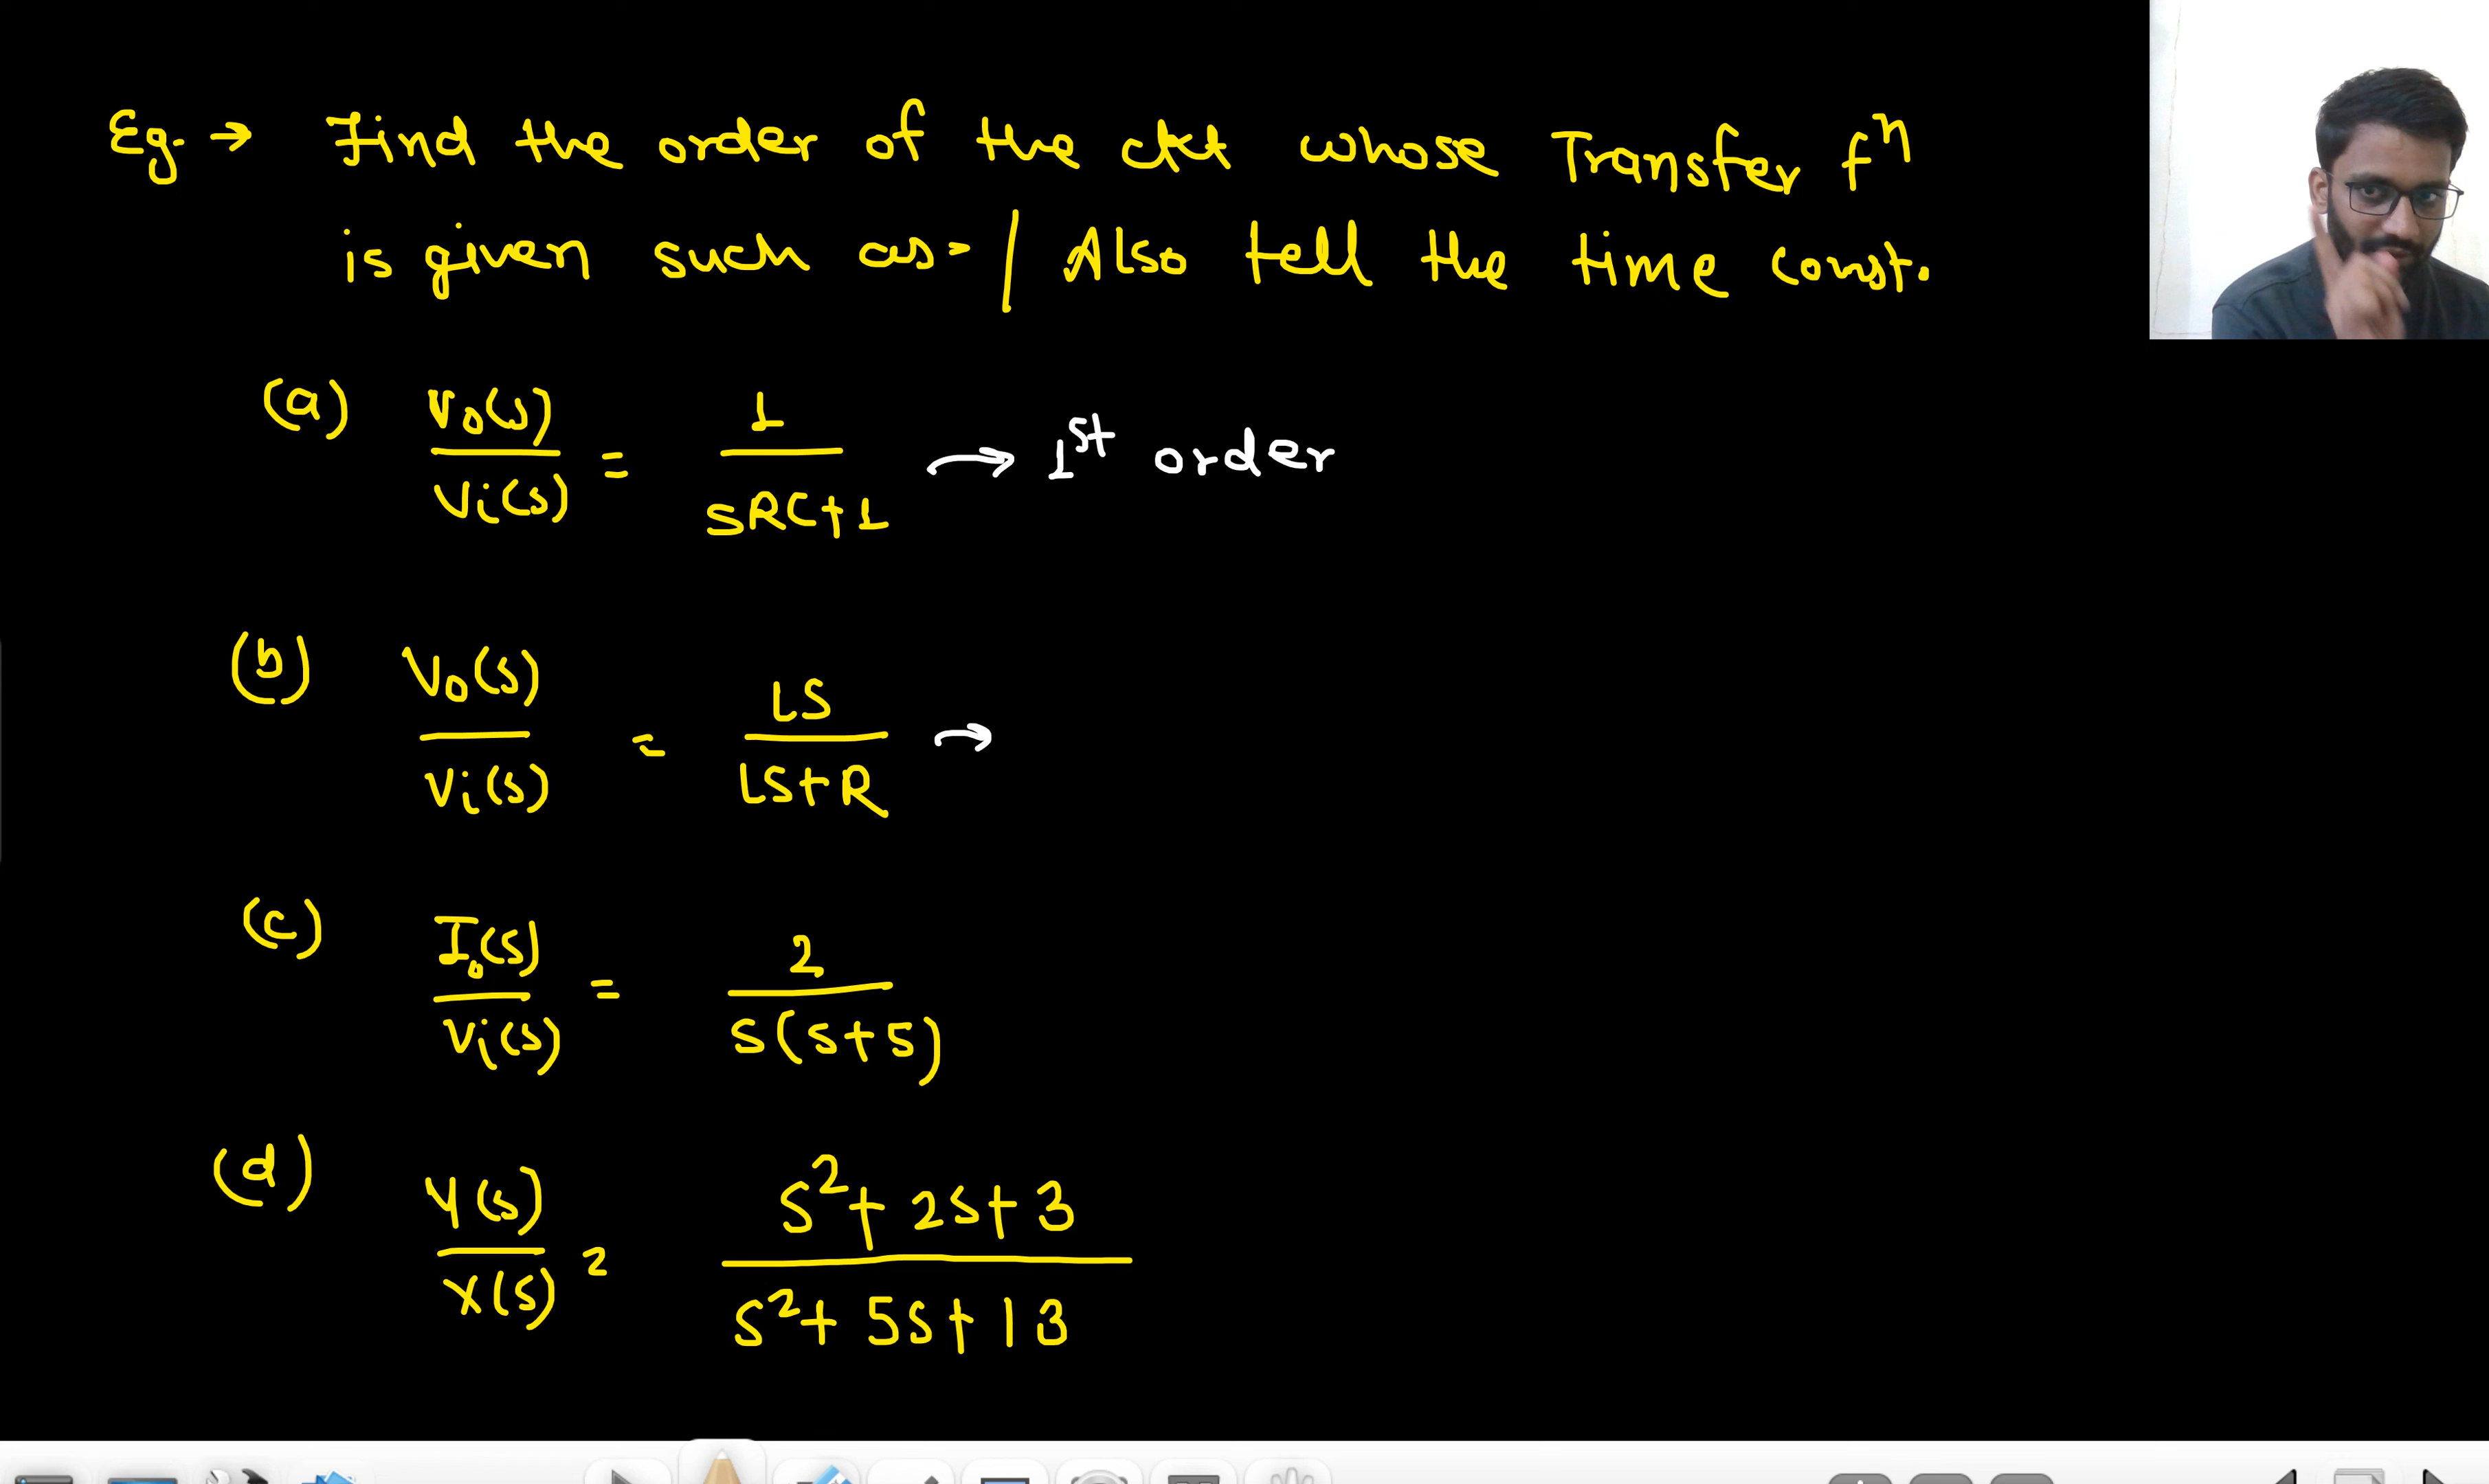 Eg. → Find the order of the ckt whose Transfer fⁿ
is given such as = | Also tell the time const.
(a) V₀(s)/Vi(s) = 1/(sRC+1) → 1st order
(b) V₀(s)/Vi(s) = LS/(LS+R) →
(c) I₀(s)/Vi(s) = 2/(s(s+5))
(d) Y(s)/X(s) = (s²+2s+3)/(s²+5s+13)